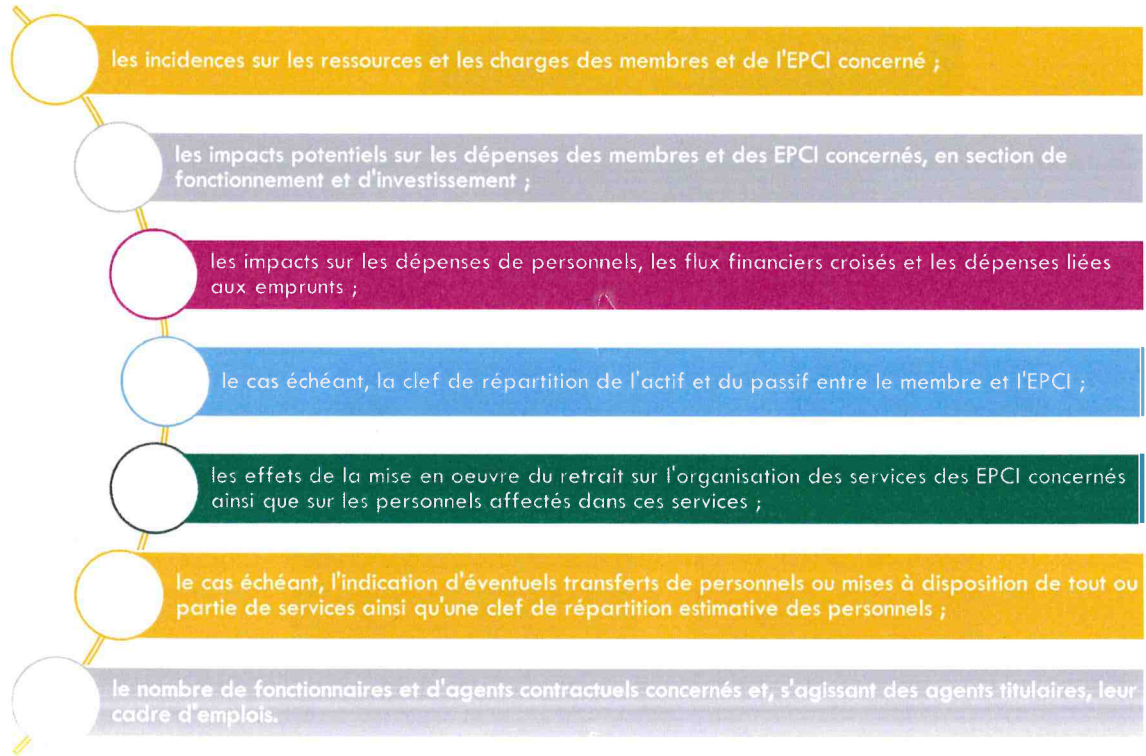 les incidences sur les ressources et les charges des membres et de l'EPCI concerné ;
les impacts potentiels sur les dépenses des membres et des EPCI concernés, en section de
fonctionnement et d'investissement ;
les impacts sur les dépenses de personnels, les flux financiers croisés et les dépenses liées
aux emprunts ;
le cas échéant, la clef de répartition de l'actif et du passif entre le membre et l'EPCI ;
les effets de la mise en oeuvre du retrait sur l'organisation des services des EPCI concernés
ainsi que sur les personnels affectés dans ces services ;
le cas échéant, l'indication d'éventuels transferts de personnels ou mises à disposition de tout ou
partie de services ainsi qu'une clef de répartition estimative des personnels ;
le nombre de fonctionnaires et d'agents contractuels concernés et, s'agissant des agents titulaires, leur
cadre d'emplois.